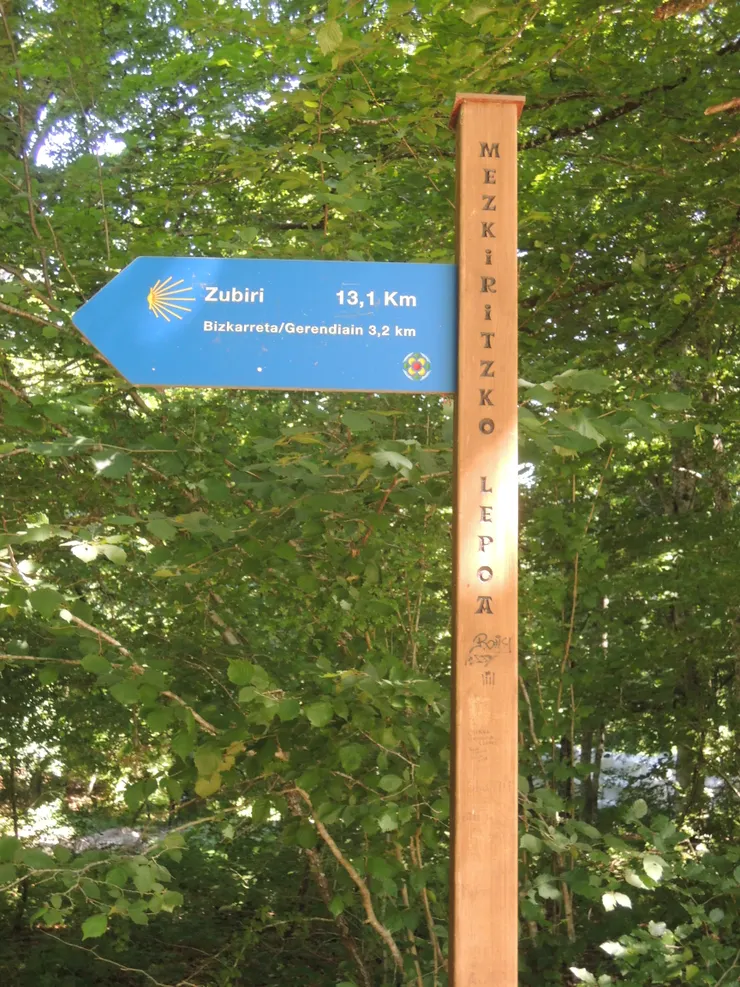 Zubiri 13,1 Km
Bizkarreta/Gerendiain 3,2 km
MEZKiRiTZKO LEPOA